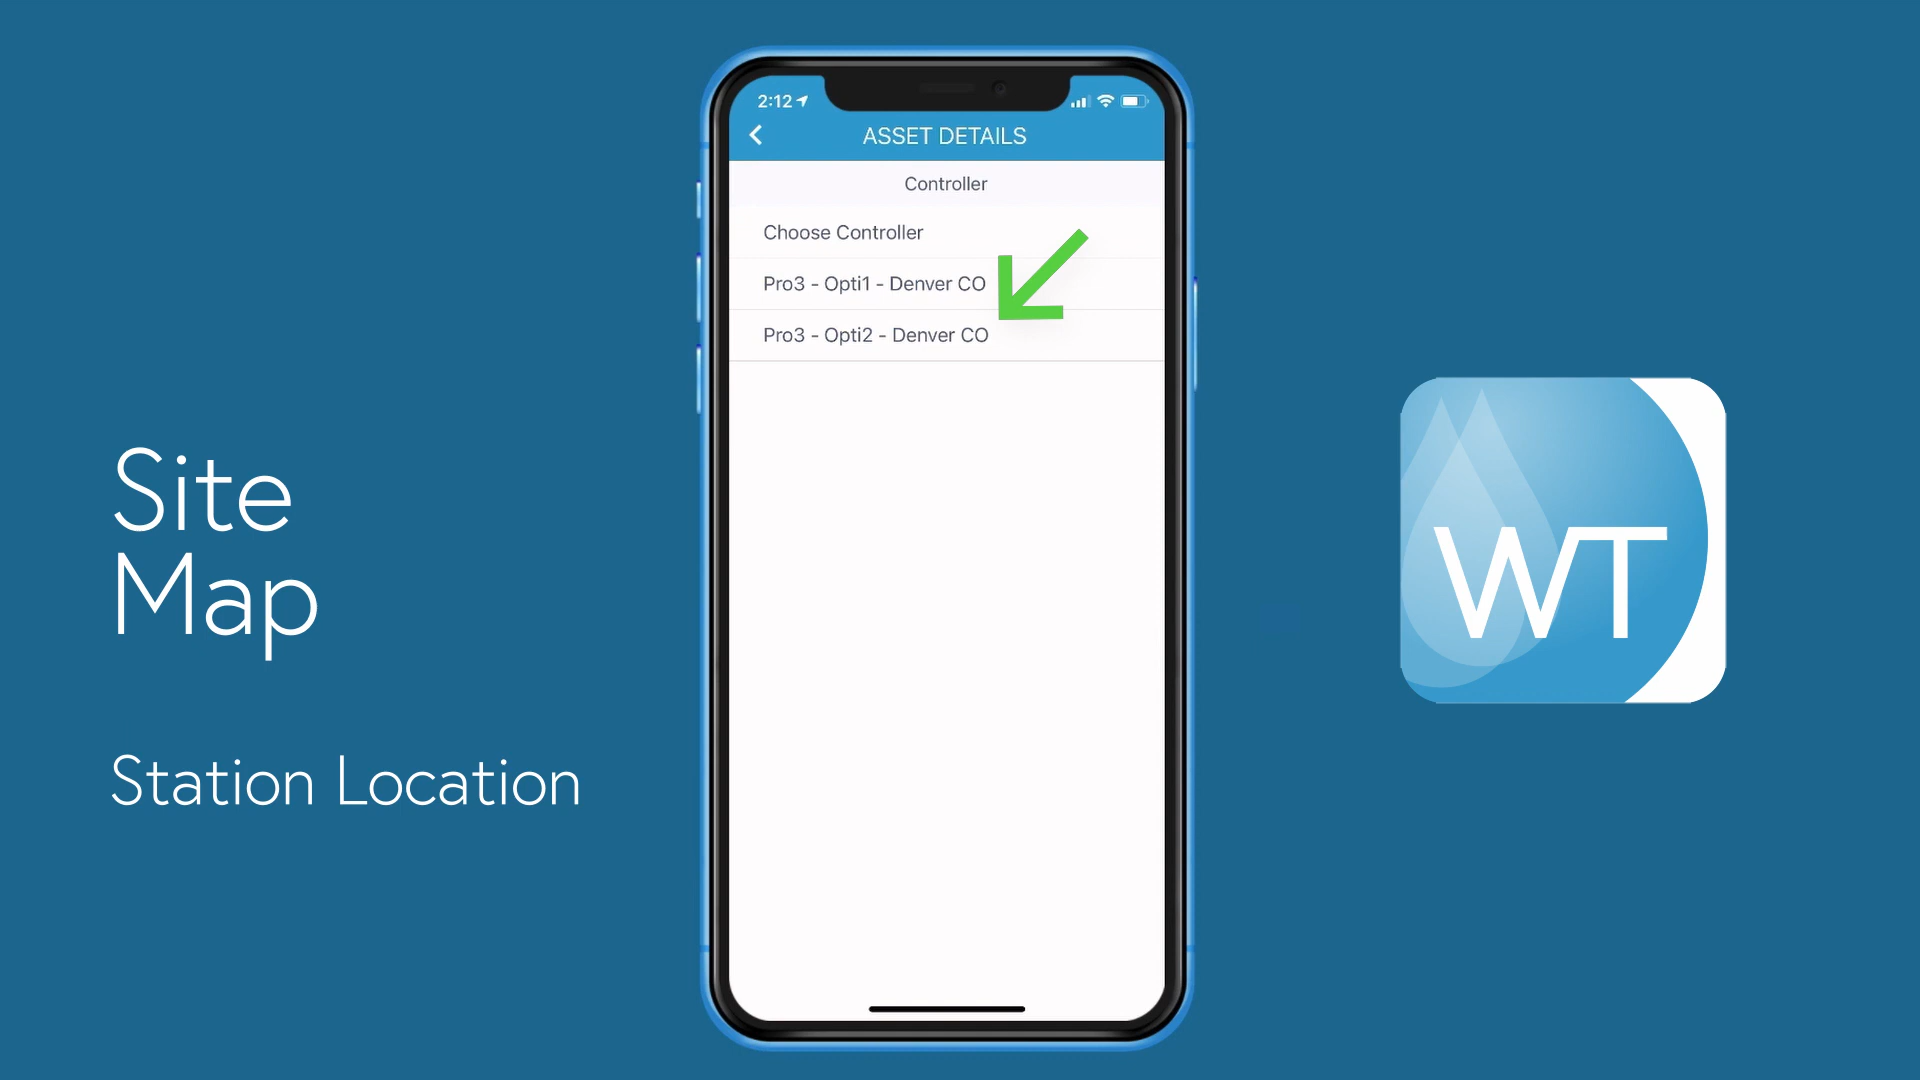 2:12
ASSET DETAILS
Controller
Choose Controller
Pro3 - Opti1 - Denver CO
Pro3 - Opti2 - Denver CO
Site
Map
Station Location
WT